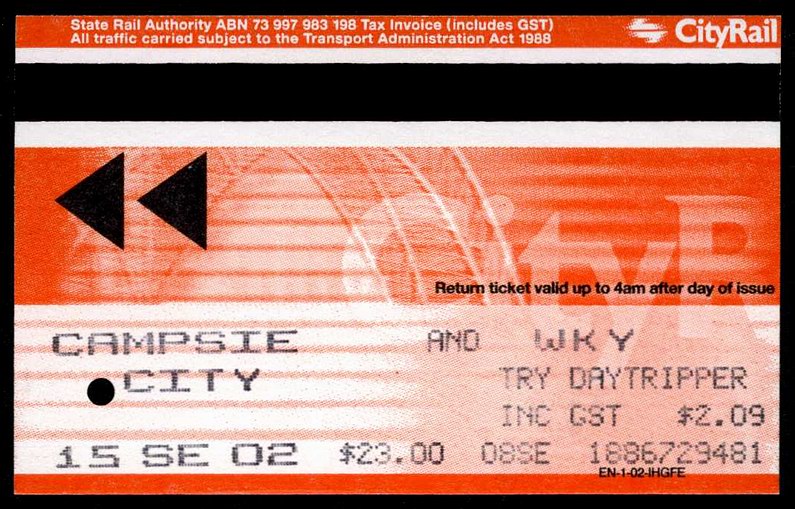 State Rail Authority ABN 73 997 983 198 Tax Invoice (includes GST)
All traffic carried subject to the Transport Administration Act 1988
CityRail
CityR
Return ticket valid up to 4am after day of issue
CAMPSIE AND WKY
CITY TRY DAYTRIPPER
INC GST $2.09
15 SE 02 $23.00 08SE 1886729481
EN-1-02-IHGFE